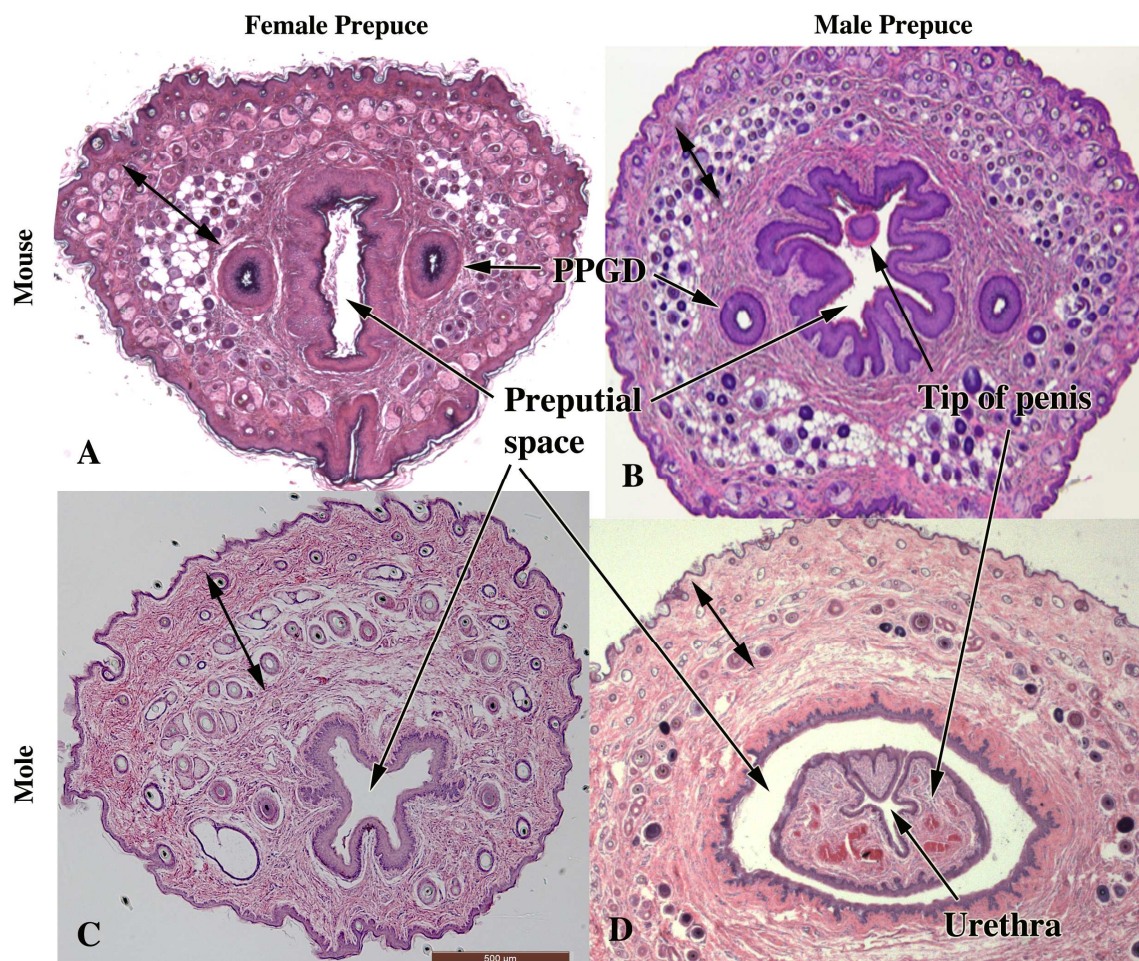 Female Prepuce
Male Prepuce
Mouse
PPGD
Preputial
space
Tip of penis
A
B
Mole
Urethra
C
D
500 µm